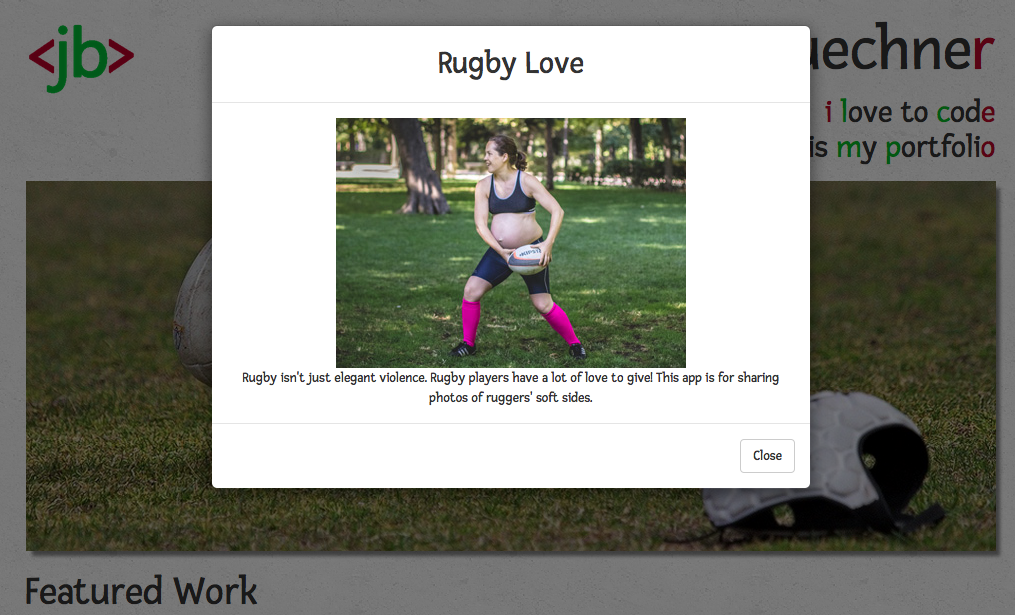 <jb>
Rugby Love
i love to code
is my portfolio
Rugby isn't just elegant violence. Rugby players have a lot of love to give! This app is for sharing
photos of ruggers' soft sides.
Close
Featured Work